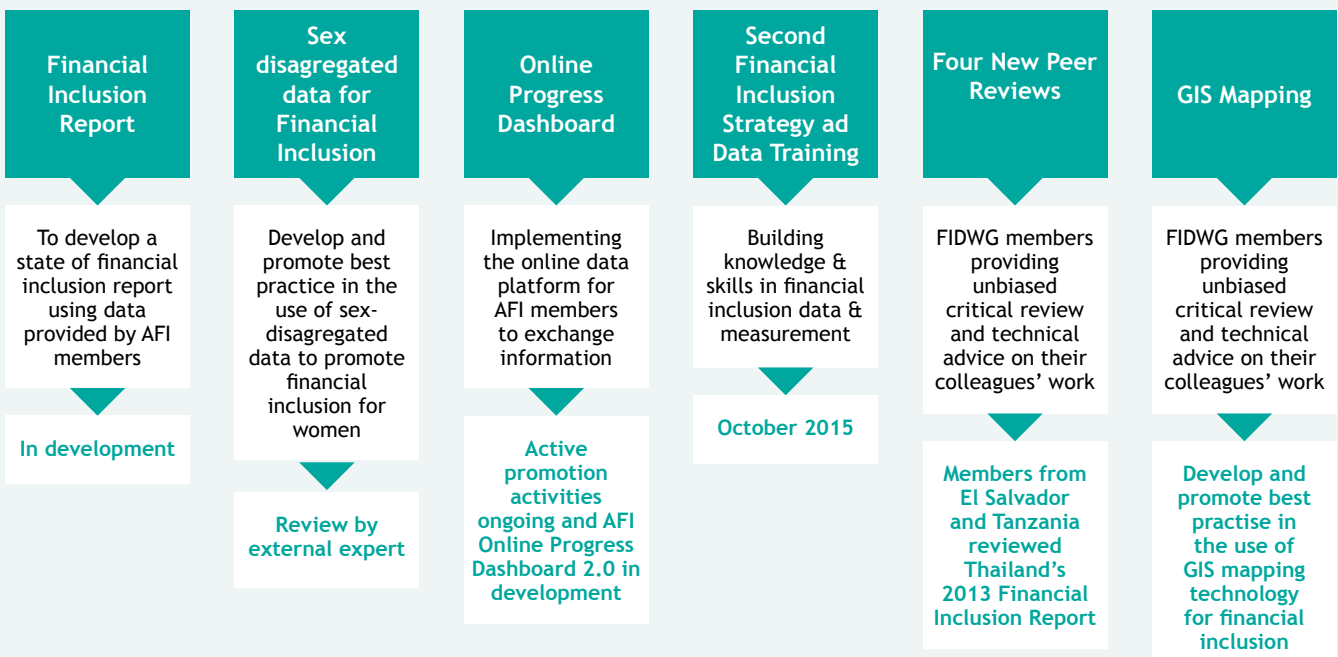 Financial
Inclusion
Report
To develop a
state of financial
inclusion report
using data
provided by AFI
members
In development
Sex
disagregated
data for
Financial
Inclusion
Develop and
promote best
practice in the
use of sex-
disagregated
data to promote
financial
inclusion for
women
Review by
external expert
Online
Progress
Dashboard
Implementing
the online data
platform for
AFI members
to exchange
information
Active
promotion
activities
ongoing and AFI
Online Progress
Dashboard 2.0 in
development
Second
Financial
Inclusion
Strategy ad
Data Training
Building
knowledge &
skills in financial
inclusion data &
measurement
October 2015
Four New Peer
Reviews
FIDWG members
providing
unbiased
critical review
and technical
advice on their
colleagues’ work
Members from
El Salvador
and Tanzania
reviewed
Thailand’s
2013 Financial
Inclusion Report
GIS Mapping
FIDWG members
providing
unbiased
critical review
and technical
advice on their
colleagues’ work
Develop and
promote best
practise in
the use of
GIS mapping
technology
for financial
inclusion